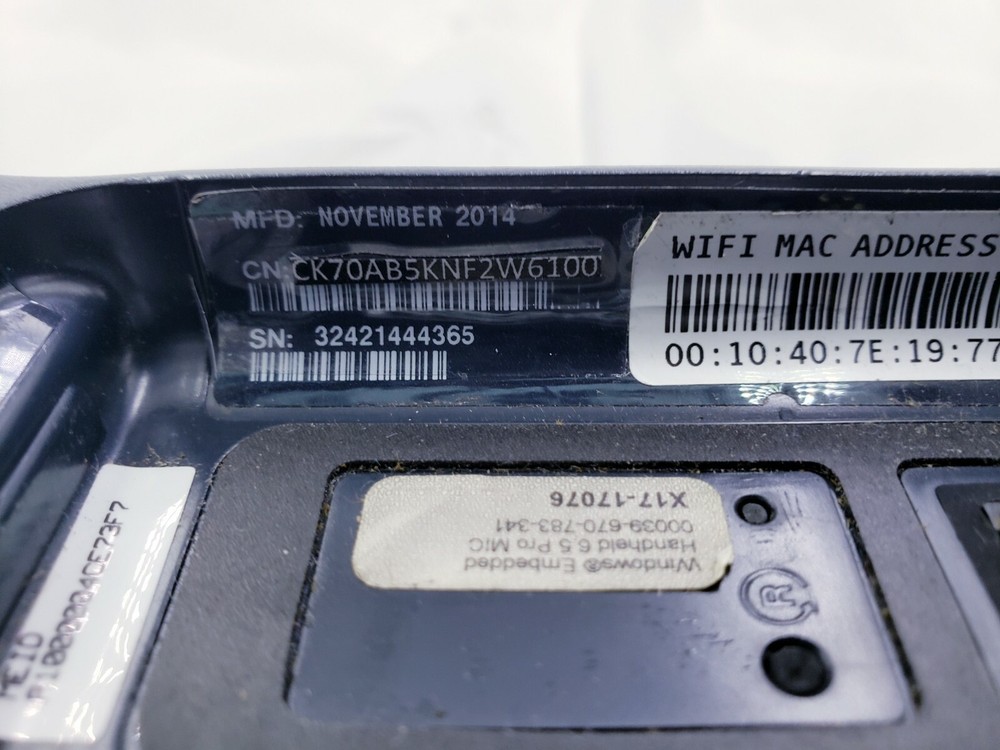 MFD: NOVEMBER 2014
CN:CK70AB5KNF2W6100
SN: 32421444365
WIFI MAC ADDRESS
00:10:40:7E:19:77
Windows® Embedded
Handheld 6.5 Pro MIC
00039-670-783-341
X17-17076
R
MEID